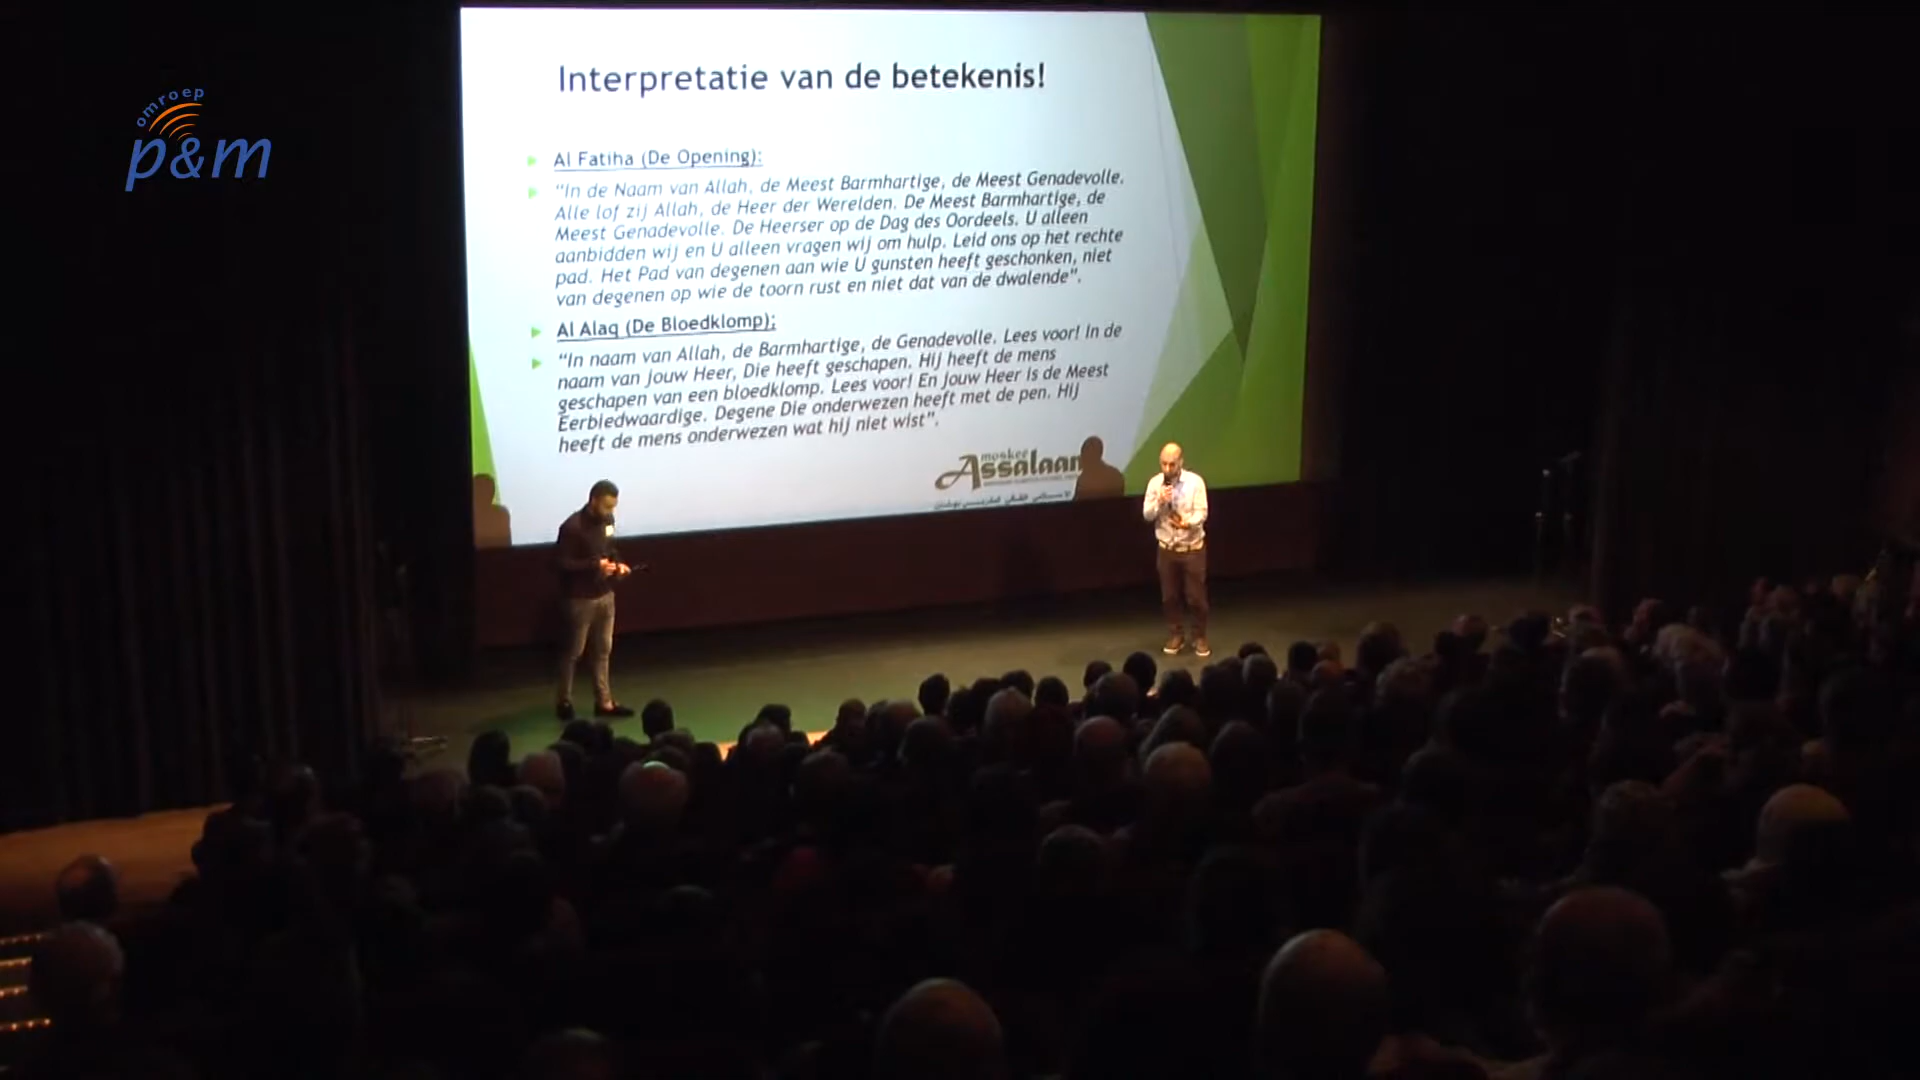 omroep
p&m
Interpretatie van de betekenis!
Al Fatiha (De Opening):
"In de Naam van Allah, de Meest Barmhartige, de Meest Genadevolle.
Alle lof zij Allah, de Heer der Werelden. De Meest Barmhartige, de
Meest Genadevolle. De Heerser op de Dag des Oordeels. U alleen
aanbidden wij en U alleen vragen wij om hulp. Leid ons op het rechte
pad. Het Pad van degenen aan wie U gunsten heeft geschonken, niet
van degenen op wie de toorn rust en niet dat van de dwalende".
Al Alaq (De Bloedklomp):
"In naam van Allah, de Barmhartige, de Genadevolle. Lees voor! In de
naam van jouw Heer, Die heeft geschapen. Hij heeft de mens
geschapen van een bloedklomp. Lees voor! En jouw Heer is de Meest
Eerbiedwaardige. Degene Die onderwezen heeft met de pen. Hij
heeft de mens onderwezen wat hij niet wist".
moskee
Assalaam